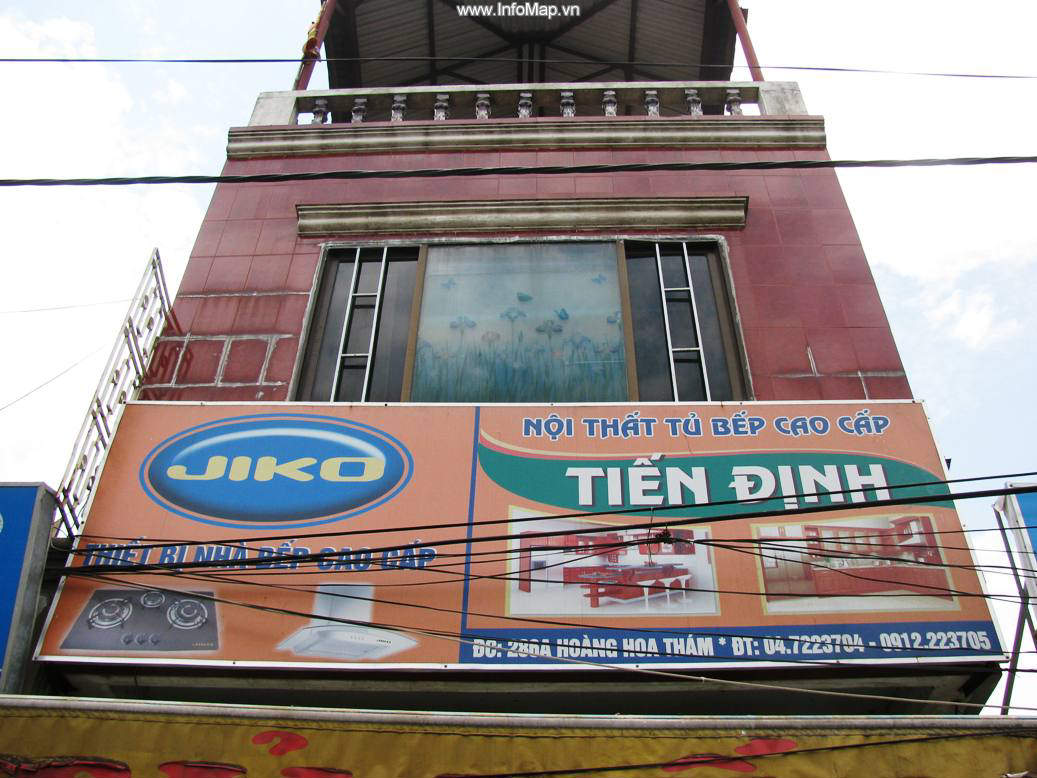 www.InfoMap.vn
JIKO
THIẾT BỊ NHÀ BẾP CAO CẤP
NỘI THẤT TỦ BẾP CAO CẤP
TIẾN ĐỊNH
JIKO
ĐC: 286A HOÀNG HOA THÁM * ĐT: 04.7223704 - 0912.223705